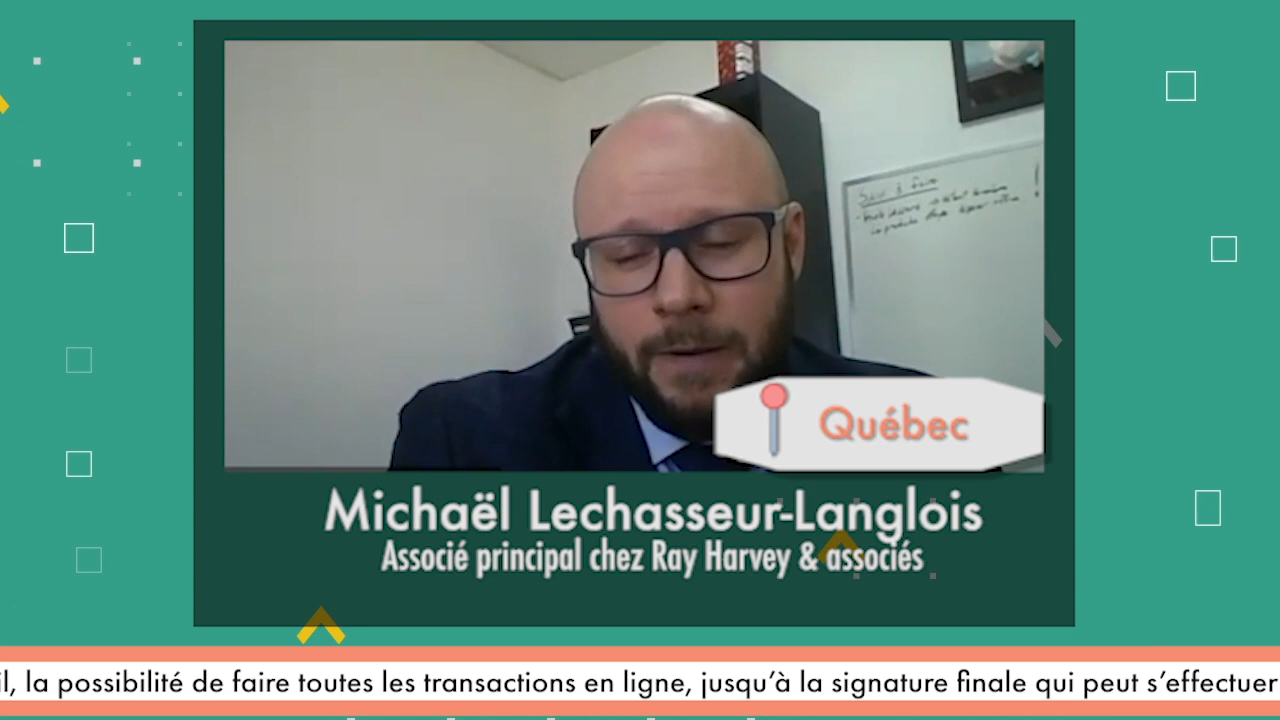 Québec
Michaël Lechasseur-Langlois
Associé principal chez Ray Harvey & associés
il, la possibilité de faire toutes les transactions en ligne, jusqu'à la signature finale qui peut s'effectuer